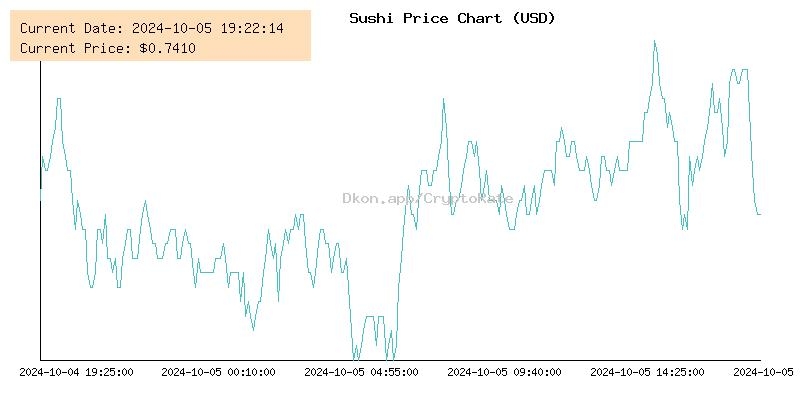 Sushi Price Chart (USD)
Current Date: 2024-10-05 19:22:14
Current Price: $0.7410
Dkon.app/CryptoRate
2024-10-04 19:25:00 2024-10-05 00:10:00 2024-10-05 04:55:00 2024-10-05 09:40:00 2024-10-05 14:25:00 2024-10-05